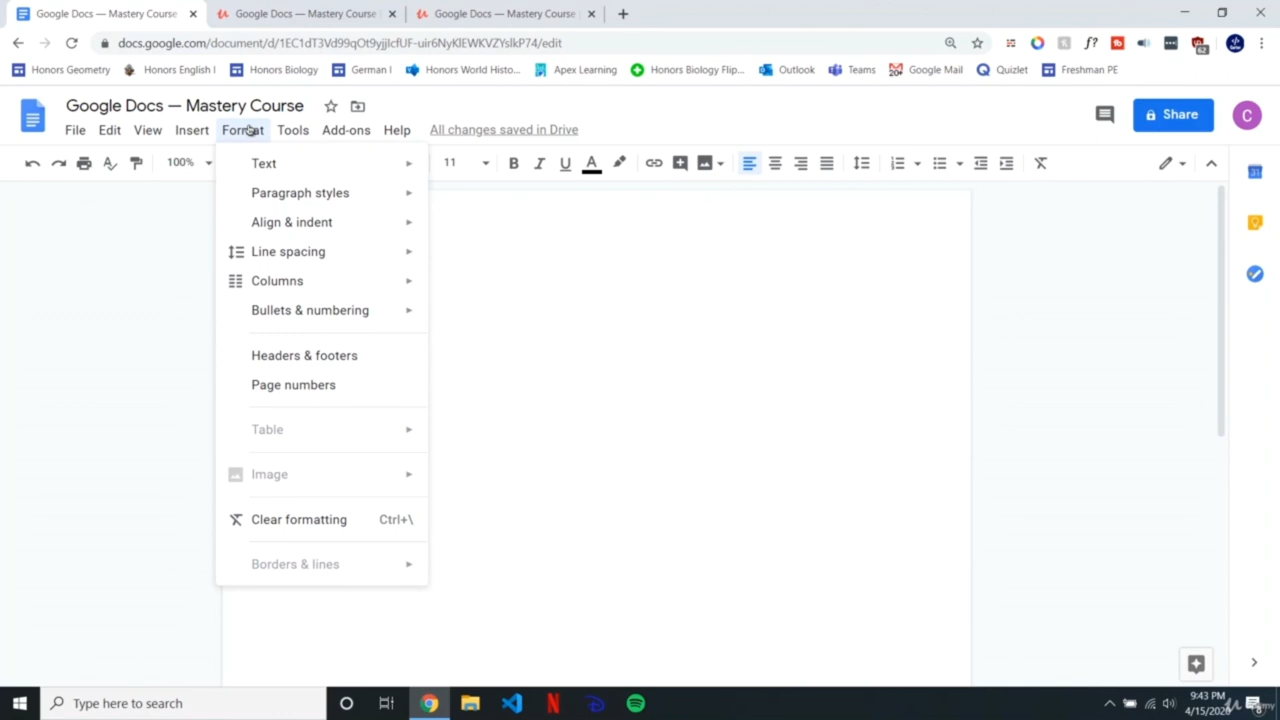 Google Docs — Mastery Course
Google Docs — Mastery Course
Google Docs — Mastery Course
docs.google.com/document/d/1EC1dT3Vd99qOt9yjjIcfUF-uir6NyKlEWKVZYslkP74/edit
62
Honors Geometry
Honors English I
Honors Biology
German I
Honors World Histo...
Apex Learning
Honors Biology Flip...
Outlook
Teams
20+ Google Mail
Quizlet
Freshman PE
Google Docs — Mastery Course
Share
C
File Edit View Insert Format Tools Add-ons Help All changes saved in Drive
100%
11
B I U A
31
Text
Paragraph styles
Align & indent
Line spacing
Columns
Bullets & numbering
Headers & footers
Page numbers
Table
Image
Clear formatting Ctrl+\
Borders & lines
Type here to search
9:43 PM
4/15/2020